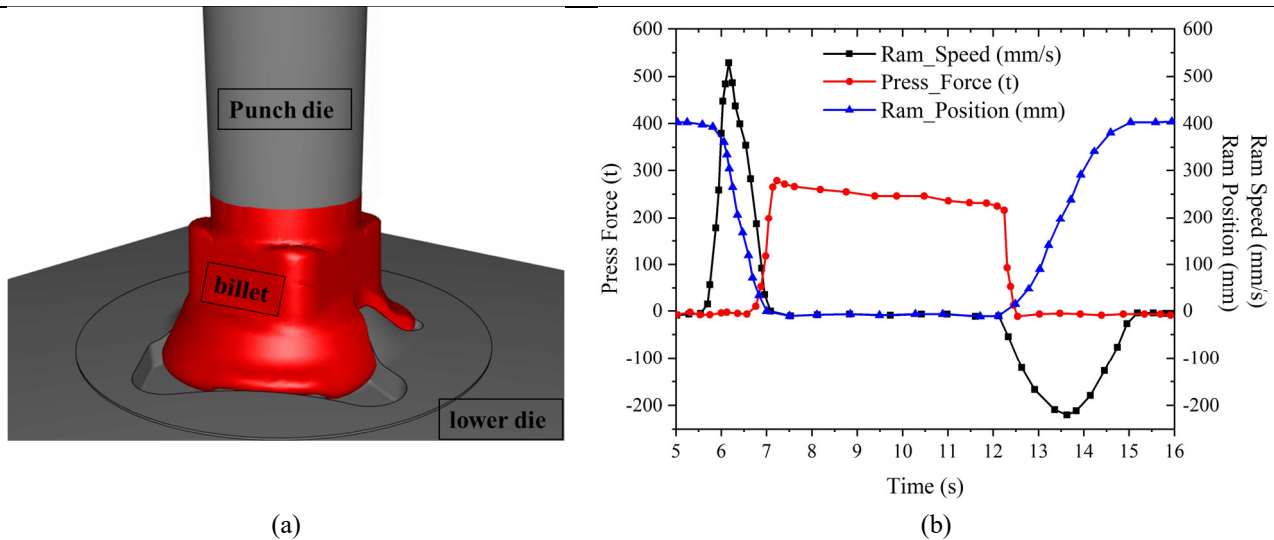 Punch die
billet
lower die
(a)
600
500
400
300
200
100
0
-100
-200
Press Force (t)
Ram_Speed (mm/s)
Press_Force (t)
Ram_Position (mm)
600
500
400
300
200
100
0
-100
-200
Ram Speed (mm/s)
Ram Position (mm)
5 6 7 8 9 10 11 12 13 14 15 16
Time (s)
(b)